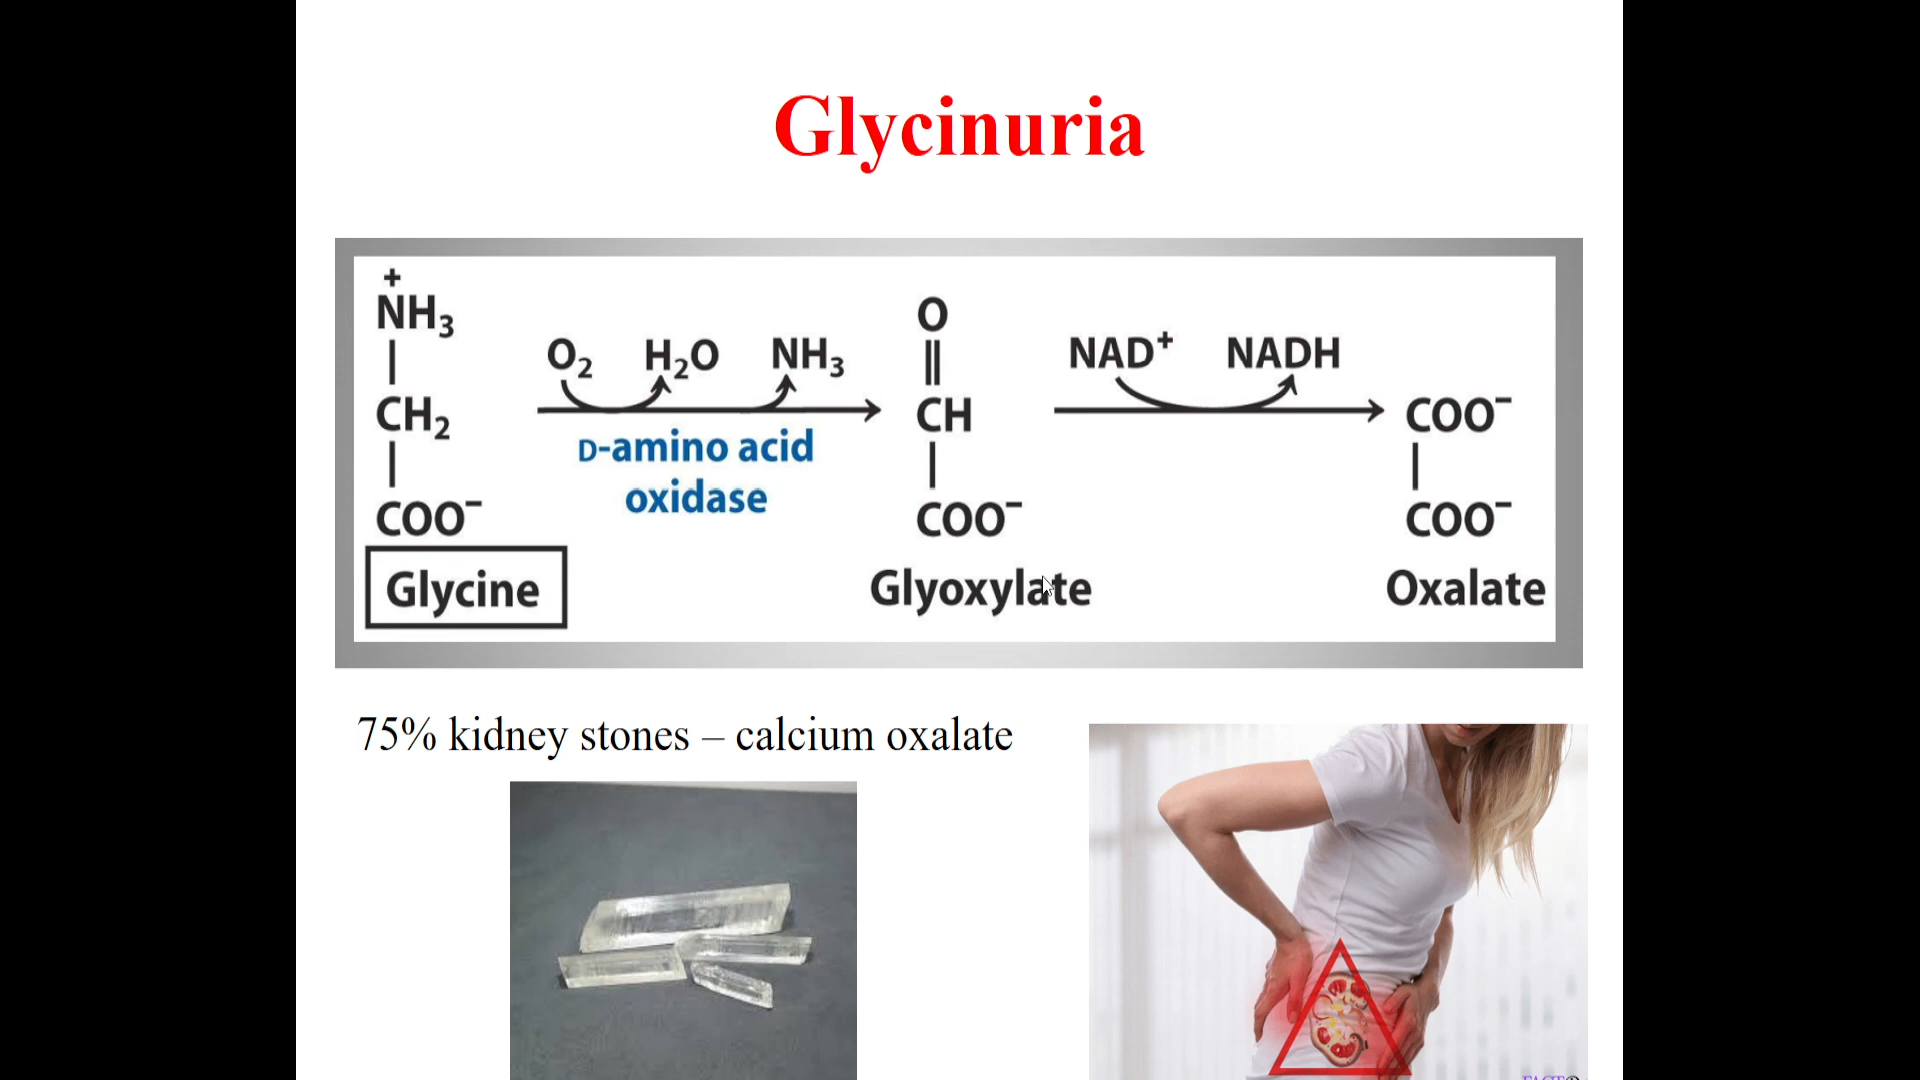 Glycinuria
+
NH3
CH2
COO−
Glycine
O2 H2O NH3
D-amino acid
oxidase
O
CH
COO−
Glyoxylate
NAD+ NADH
COO−
COO−
Oxalate
75% kidney stones – calcium oxalate